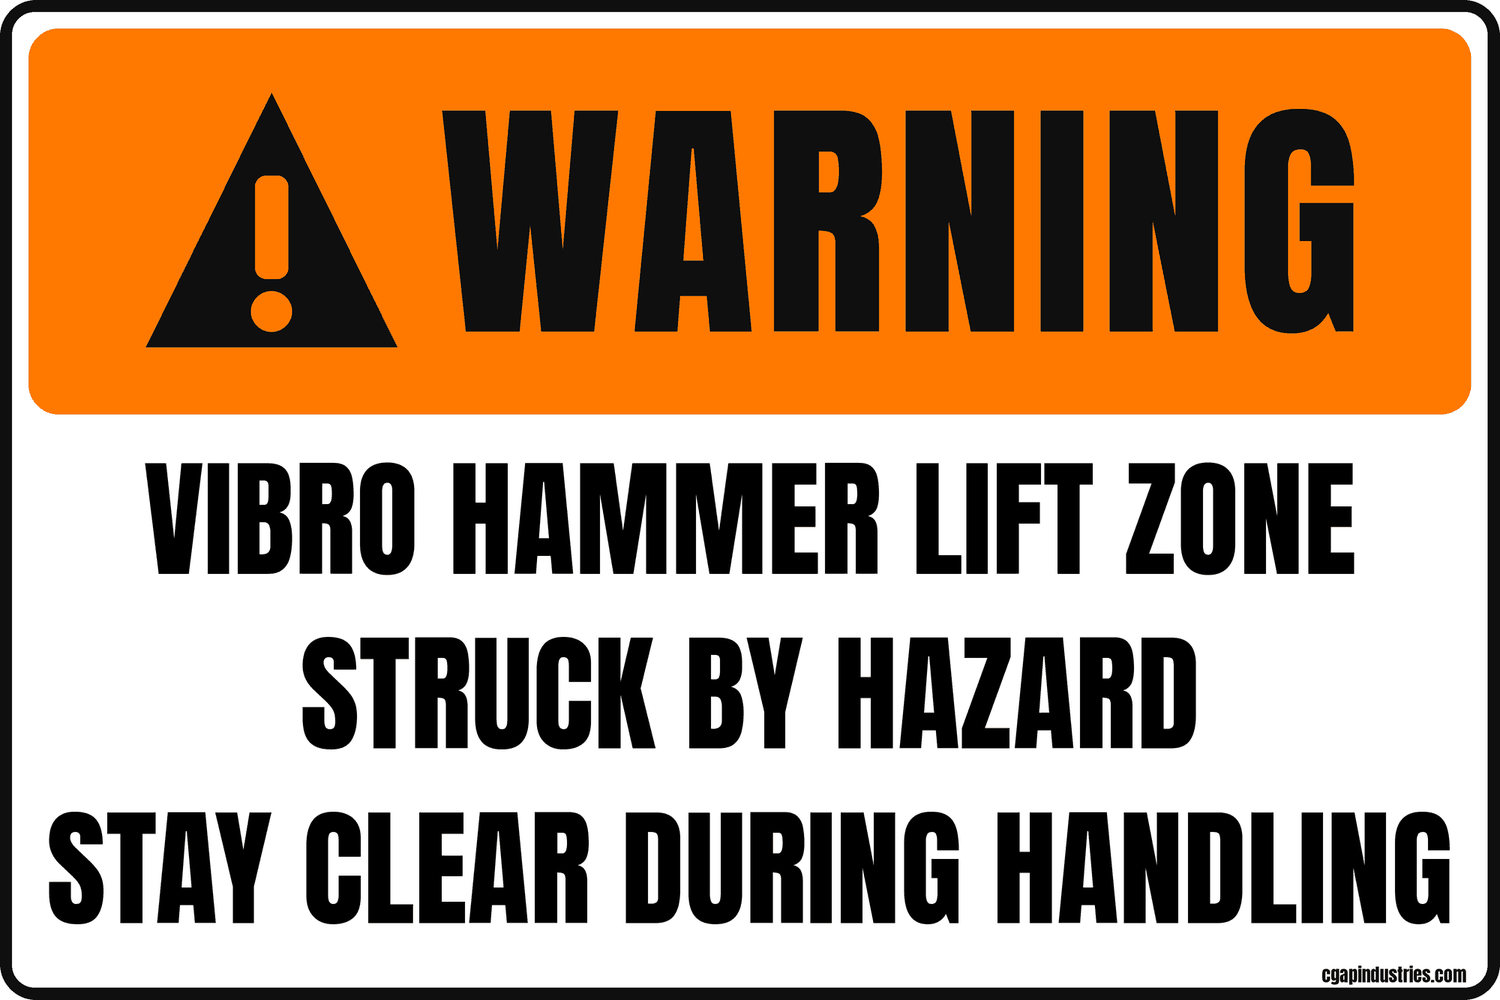 WARNING
VIBRO HAMMER LIFT ZONE
STRUCK BY HAZARD
STAY CLEAR DURING HANDLING
cgapindustries.com